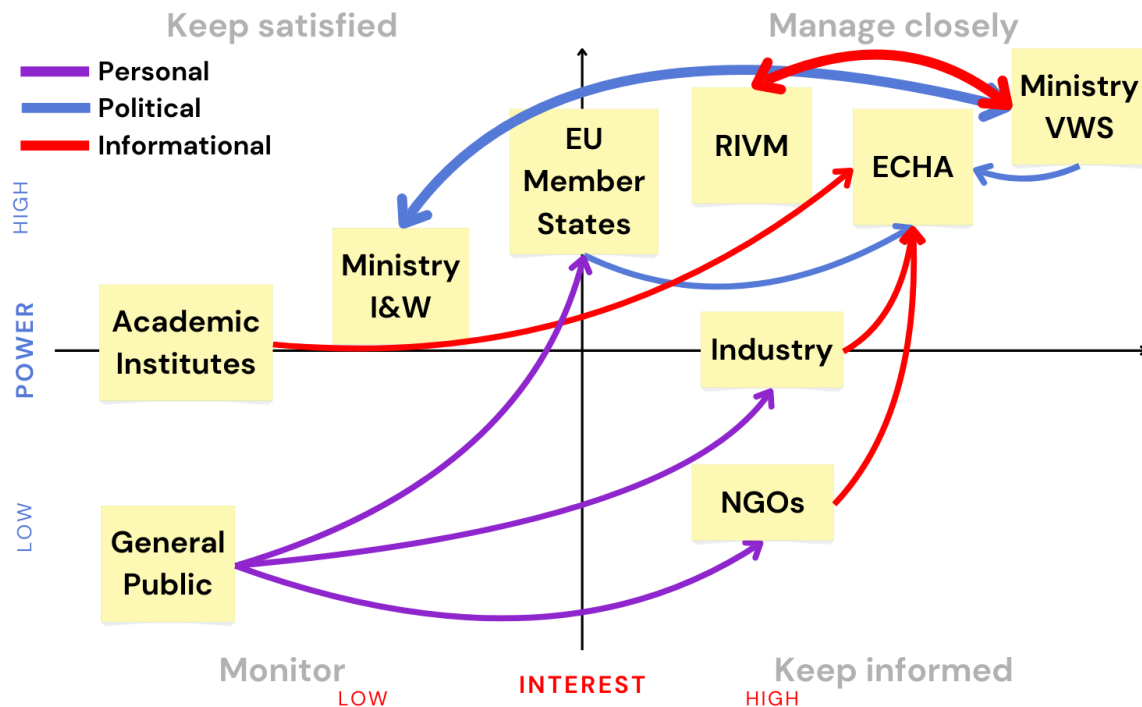 Keep satisfied
Manage closely
Personal
Political
Informational
Ministry
VWS
EU
Member
States
RIVM
ECHA
HIGH
Ministry
I&W
Academic
Institutes
POWER
Industry
NGOs
LOW
General
Public
Monitor
Keep informed
INTEREST
LOW
HIGH